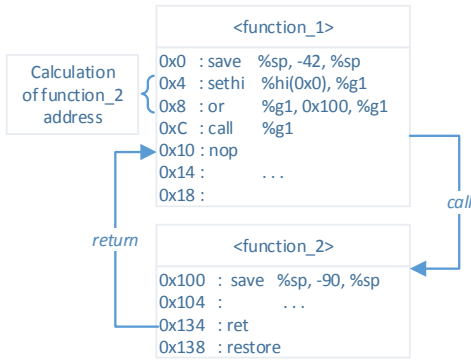 <function_1>
0x0 : save %sp, -42, %sp
Calculation
of function_2
address
0x4 : sethi %hi(0x0), %g1
0x8 : or %g1, 0x100, %g1
0xC : call %g1
0x10 : nop
0x14 : . . .
0x18 :
call
return
<function_2>
0x100 : save %sp, -90, %sp
0x104 : . . .
0x134 : ret
0x138 : restore